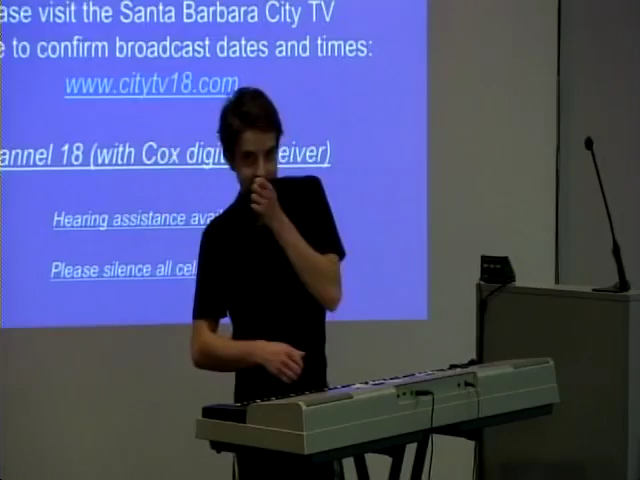 ase visit the Santa Barbara City TV
e to confirm broadcast dates and times:
www.citytv18.com
annel 18 (with Cox digi eiver)
Hearing assistance avai
Please silence all cel